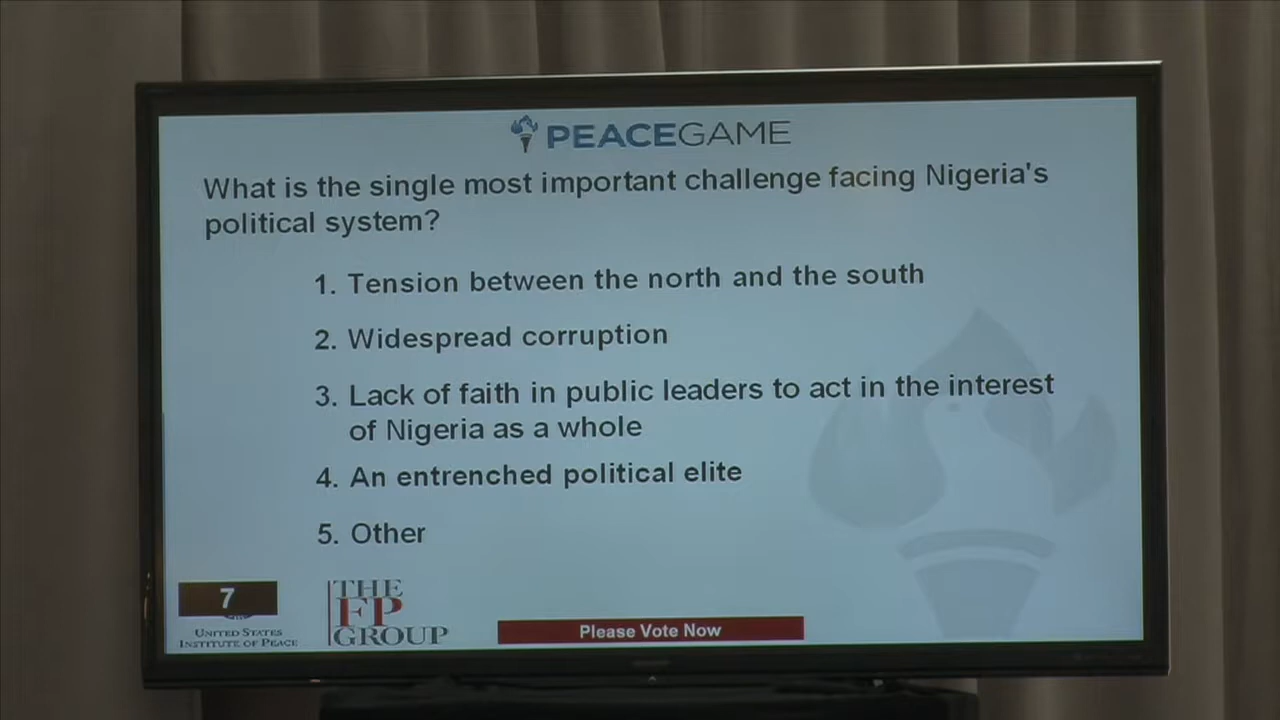 PEACEGAME
What is the single most important challenge facing Nigeria's
political system?
1. Tension between the north and the south
2. Widespread corruption
3. Lack of faith in public leaders to act in the interest
of Nigeria as a whole
4. An entrenched political elite
5. Other
7
UNITED STATES
INSTITUTE OF PEACE
THE
FP
GROUP
Please Vote Now